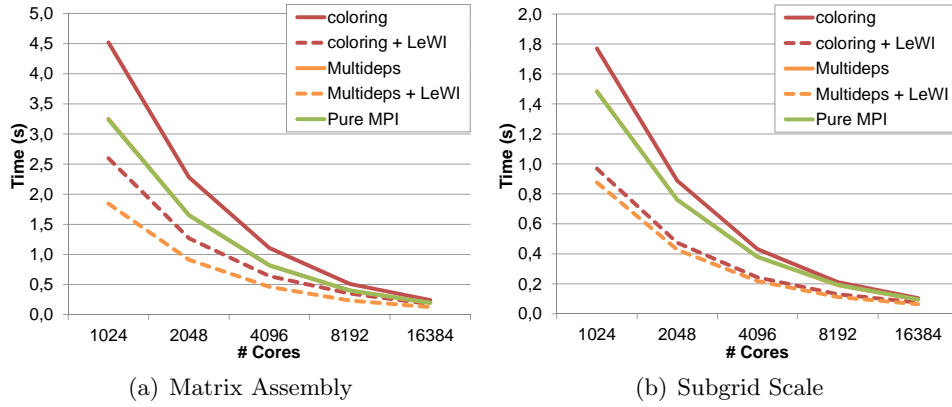 5,0
4,5
4,0
3,5
3,0
2,5
2,0
1,5
1,0
0,5
0,0
Time (s)
1024 2048 4096 8192 16384
# Cores
coloring
coloring + LeWI
Multideps
Multideps + LeWI
Pure MPI
(a) Matrix Assembly
2,0
1,8
1,6
1,4
1,2
1,0
0,8
0,6
0,4
0,2
0,0
Time (s)
1024 2048 4096 8192 16384
# Cores
coloring
coloring + LeWI
Multideps
Multideps + LeWI
Pure MPI
(b) Subgrid Scale